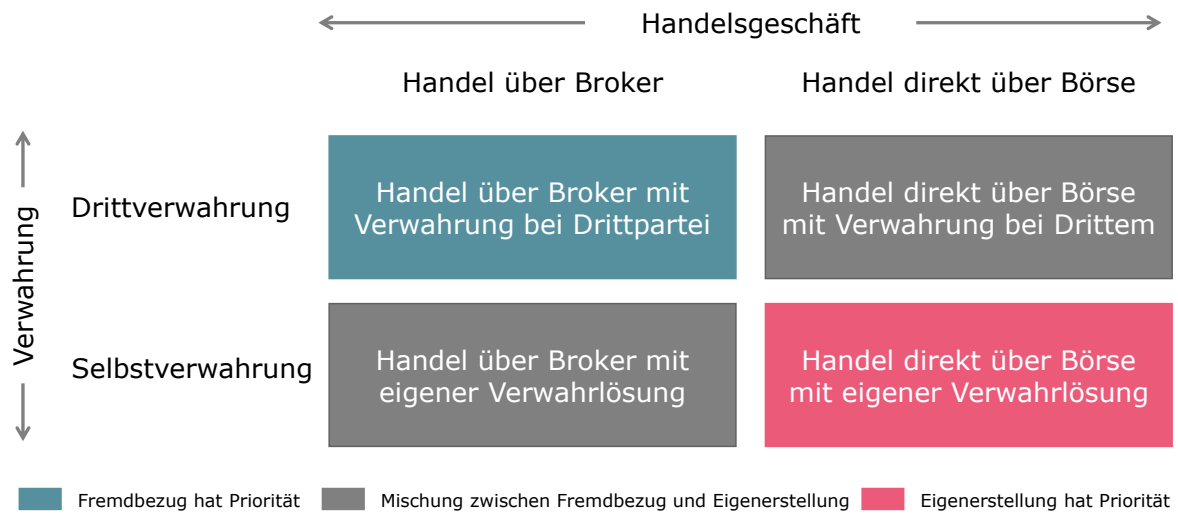 Handelsgeschäft
Handel über Broker
Handel direkt über Börse
Verwahrung
Drittverwahrung
Handel über Broker mit
Verwahrung bei Drittpartei
Handel direkt über Börse
mit Verwahrung bei Drittem
Selbstverwahrung
Handel über Broker mit
eigener Verwahrlösung
Handel direkt über Börse
mit eigener Verwahrlösung
Fremdbezug hat Priorität
Mischung zwischen Fremdbezug und Eigenerstellung
Eigenerstellung hat Priorität